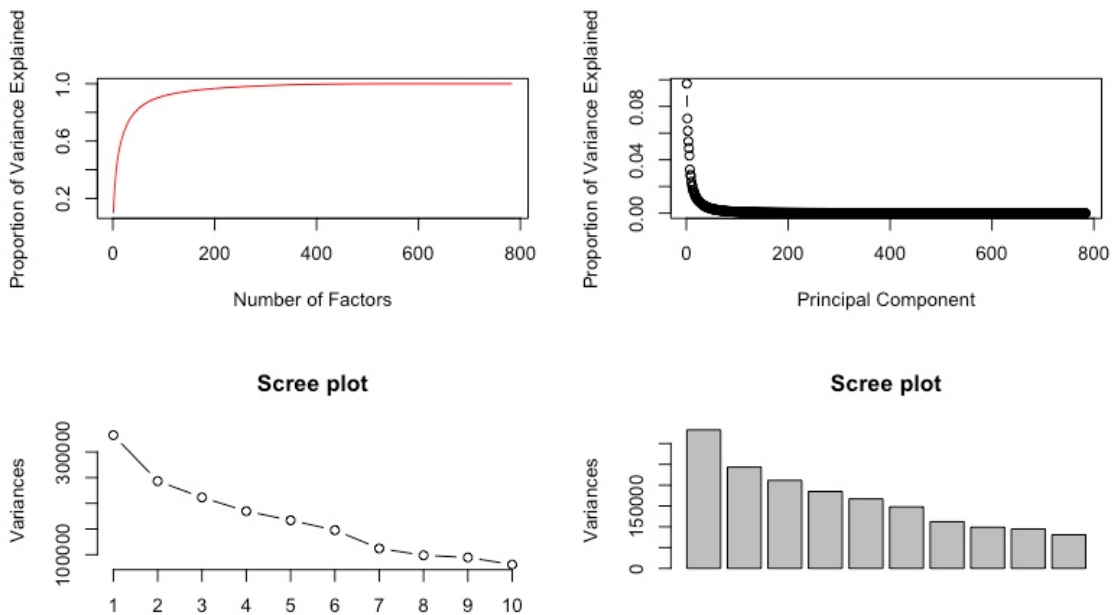 Proportion of Variance Explained
1.0
0.6
0.2
0 200 400 600 800
Number of Factors
Proportion of Variance Explained
0.08
0.04
0.00
0 200 400 600 800
Principal Component
Scree plot
Variances
300000
100000
1 2 3 4 5 6 7 8 9 10
Scree plot
Variances
150000
0